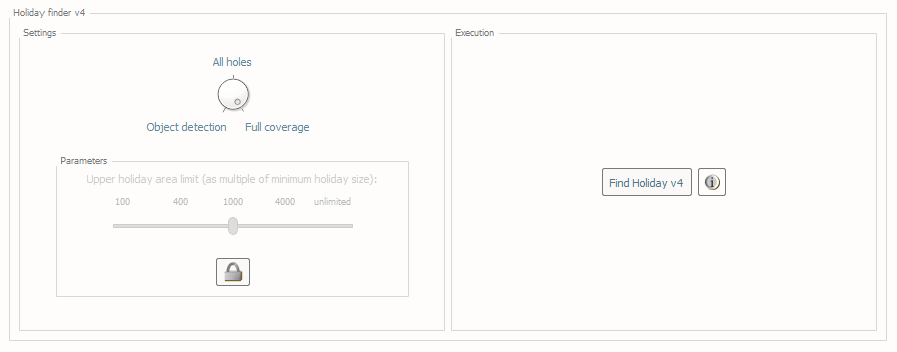 Holiday finder v4
Settings
All holes
Object detection Full coverage
Parameters
Upper holiday area limit (as multiple of minimum holiday size):
100 400 1000 4000 unlimited
Execution
Find Holiday v4